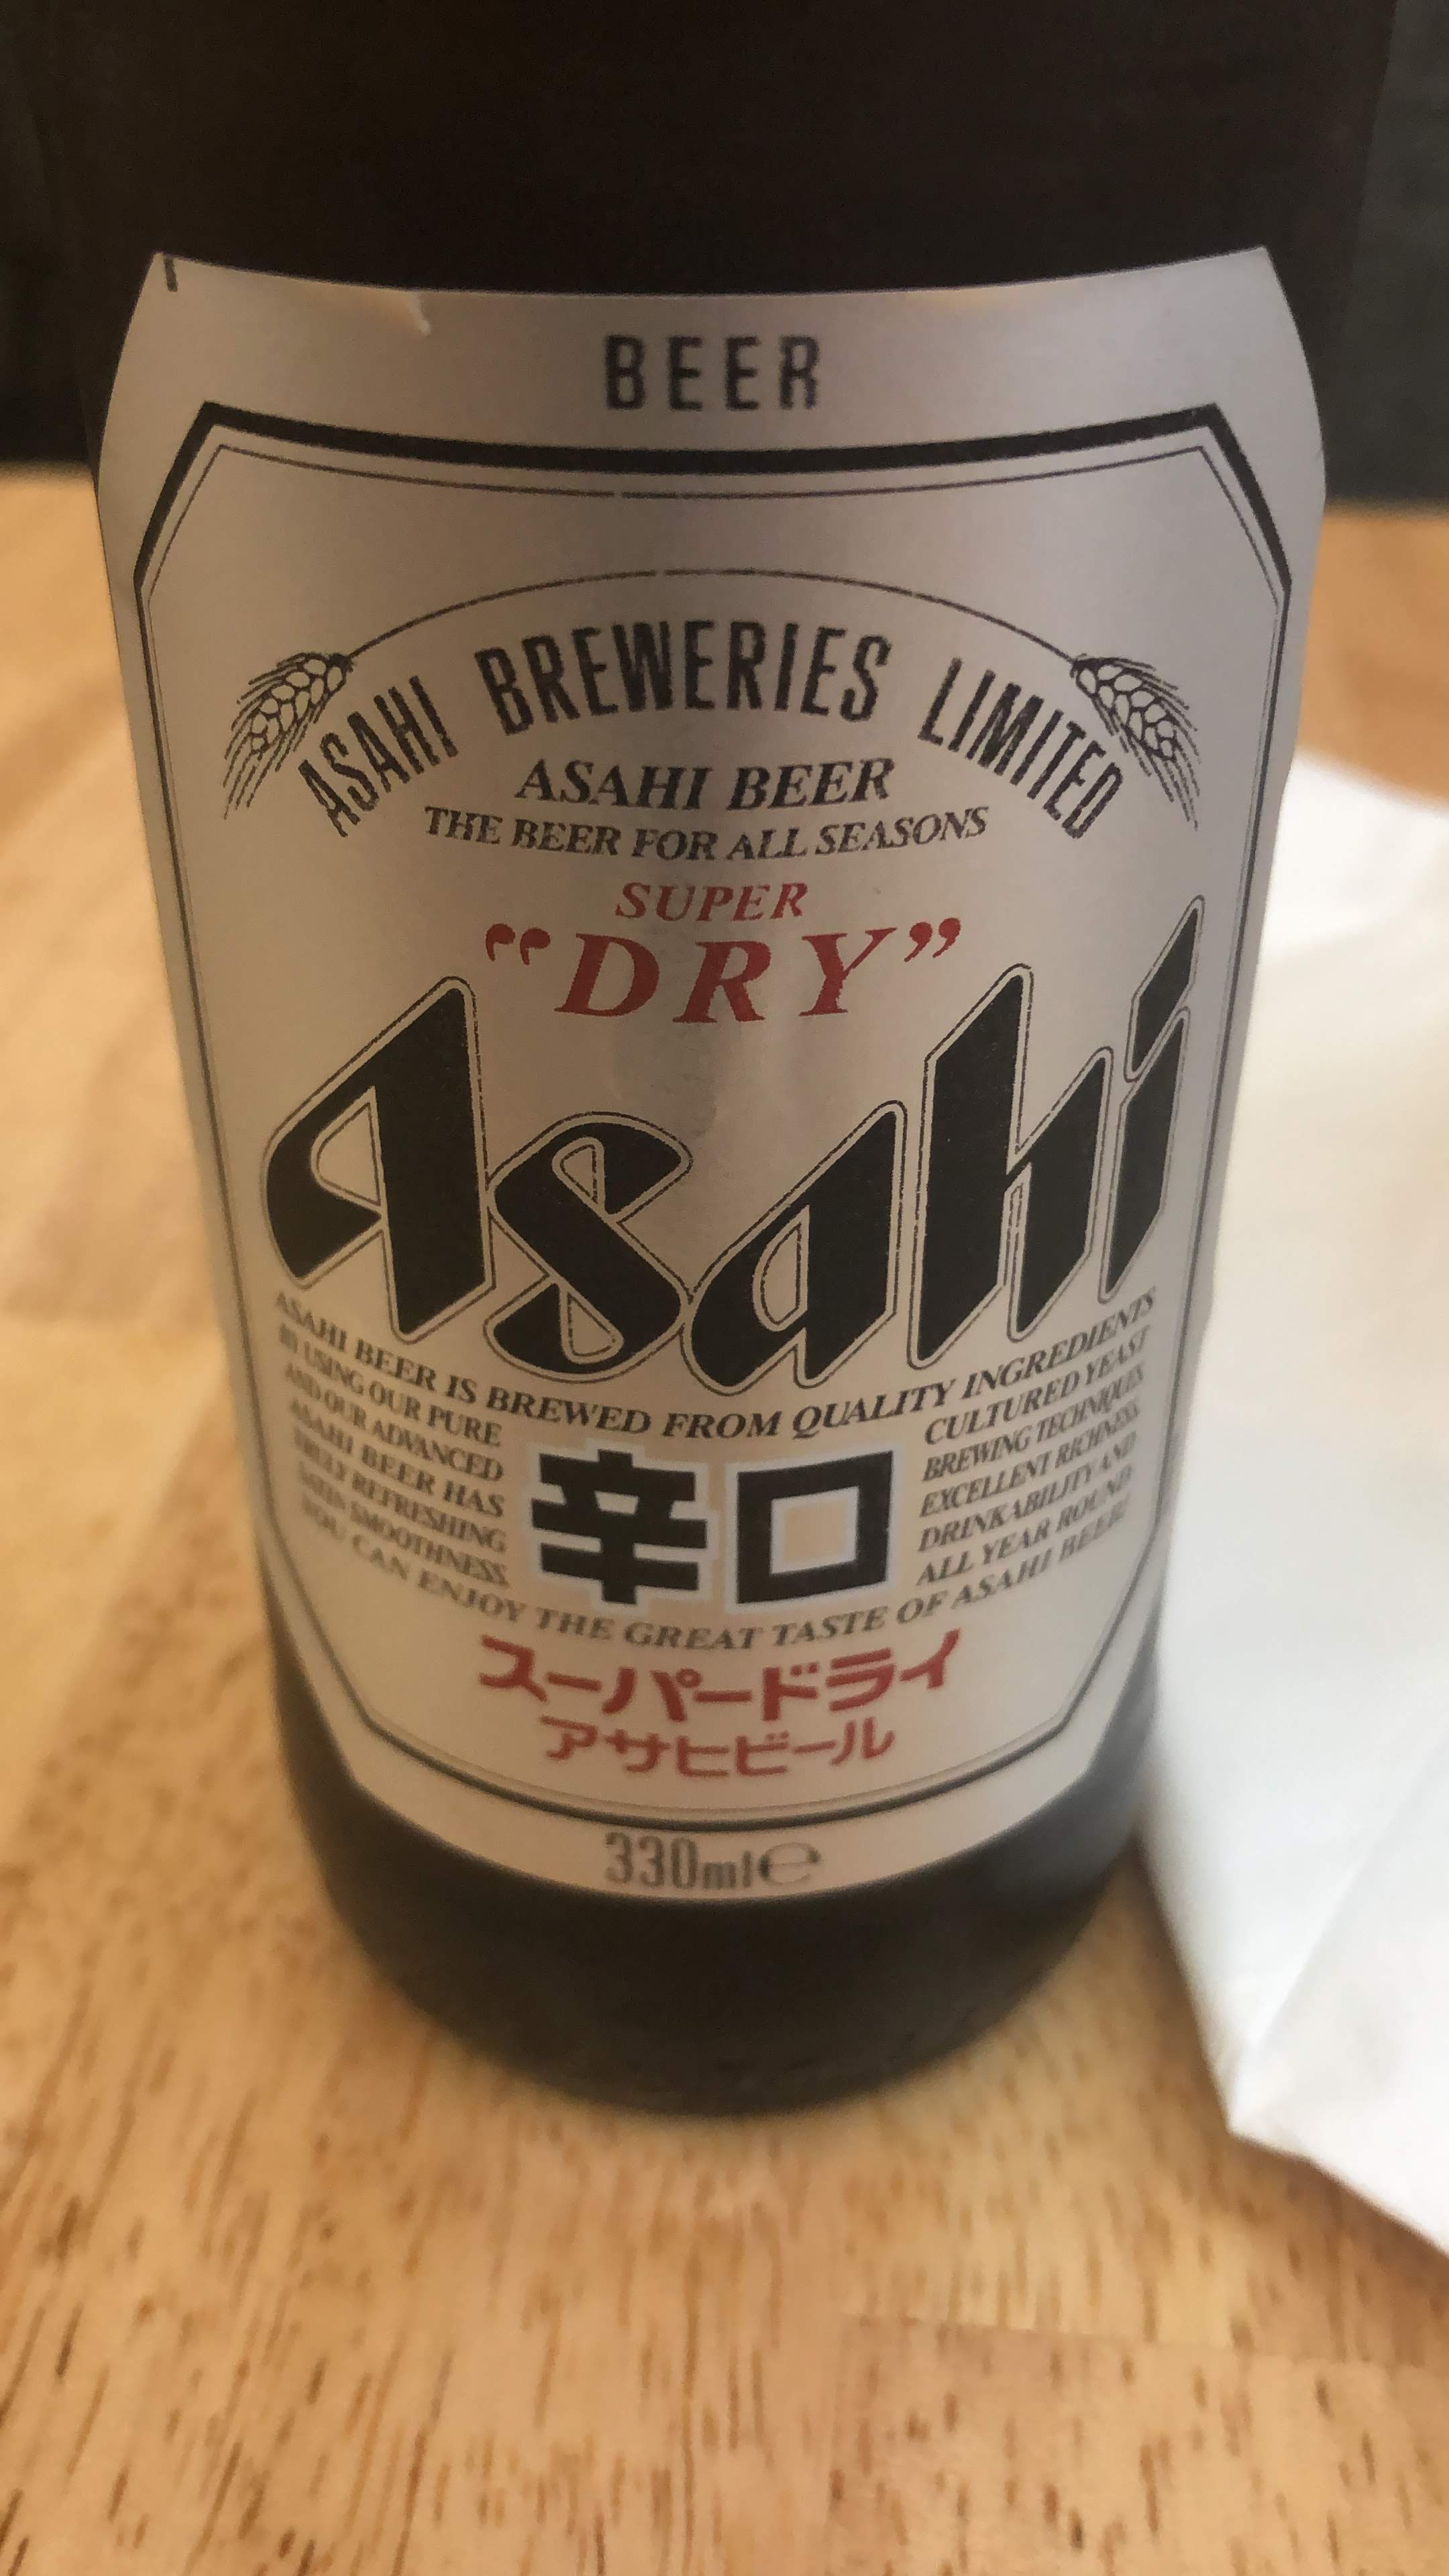 BEER
ASAHI BREWERIES LIMITED
ASAHI BEER
THE BEER FOR ALL SEASONS
SUPER
“DRY”
Asahi
ASAHI BEER IS BREWED FROM QUALITY INGREDIENTS
BY USING OUR PURE CULTURED YEAST
AND OUR ADVANCED BREWING TECHNIQUES
ASAHI BEER HAS EXCELLENT RICHNESS
TRULY REFRESHING DRINKABILITY AND
SATIN SMOOTHNESS ALL YEAR ROUND
辛口
YOU CAN ENJOY THE GREAT TASTE OF ASAHI BEER!
スーパードライ
アサヒビール
330ml℮